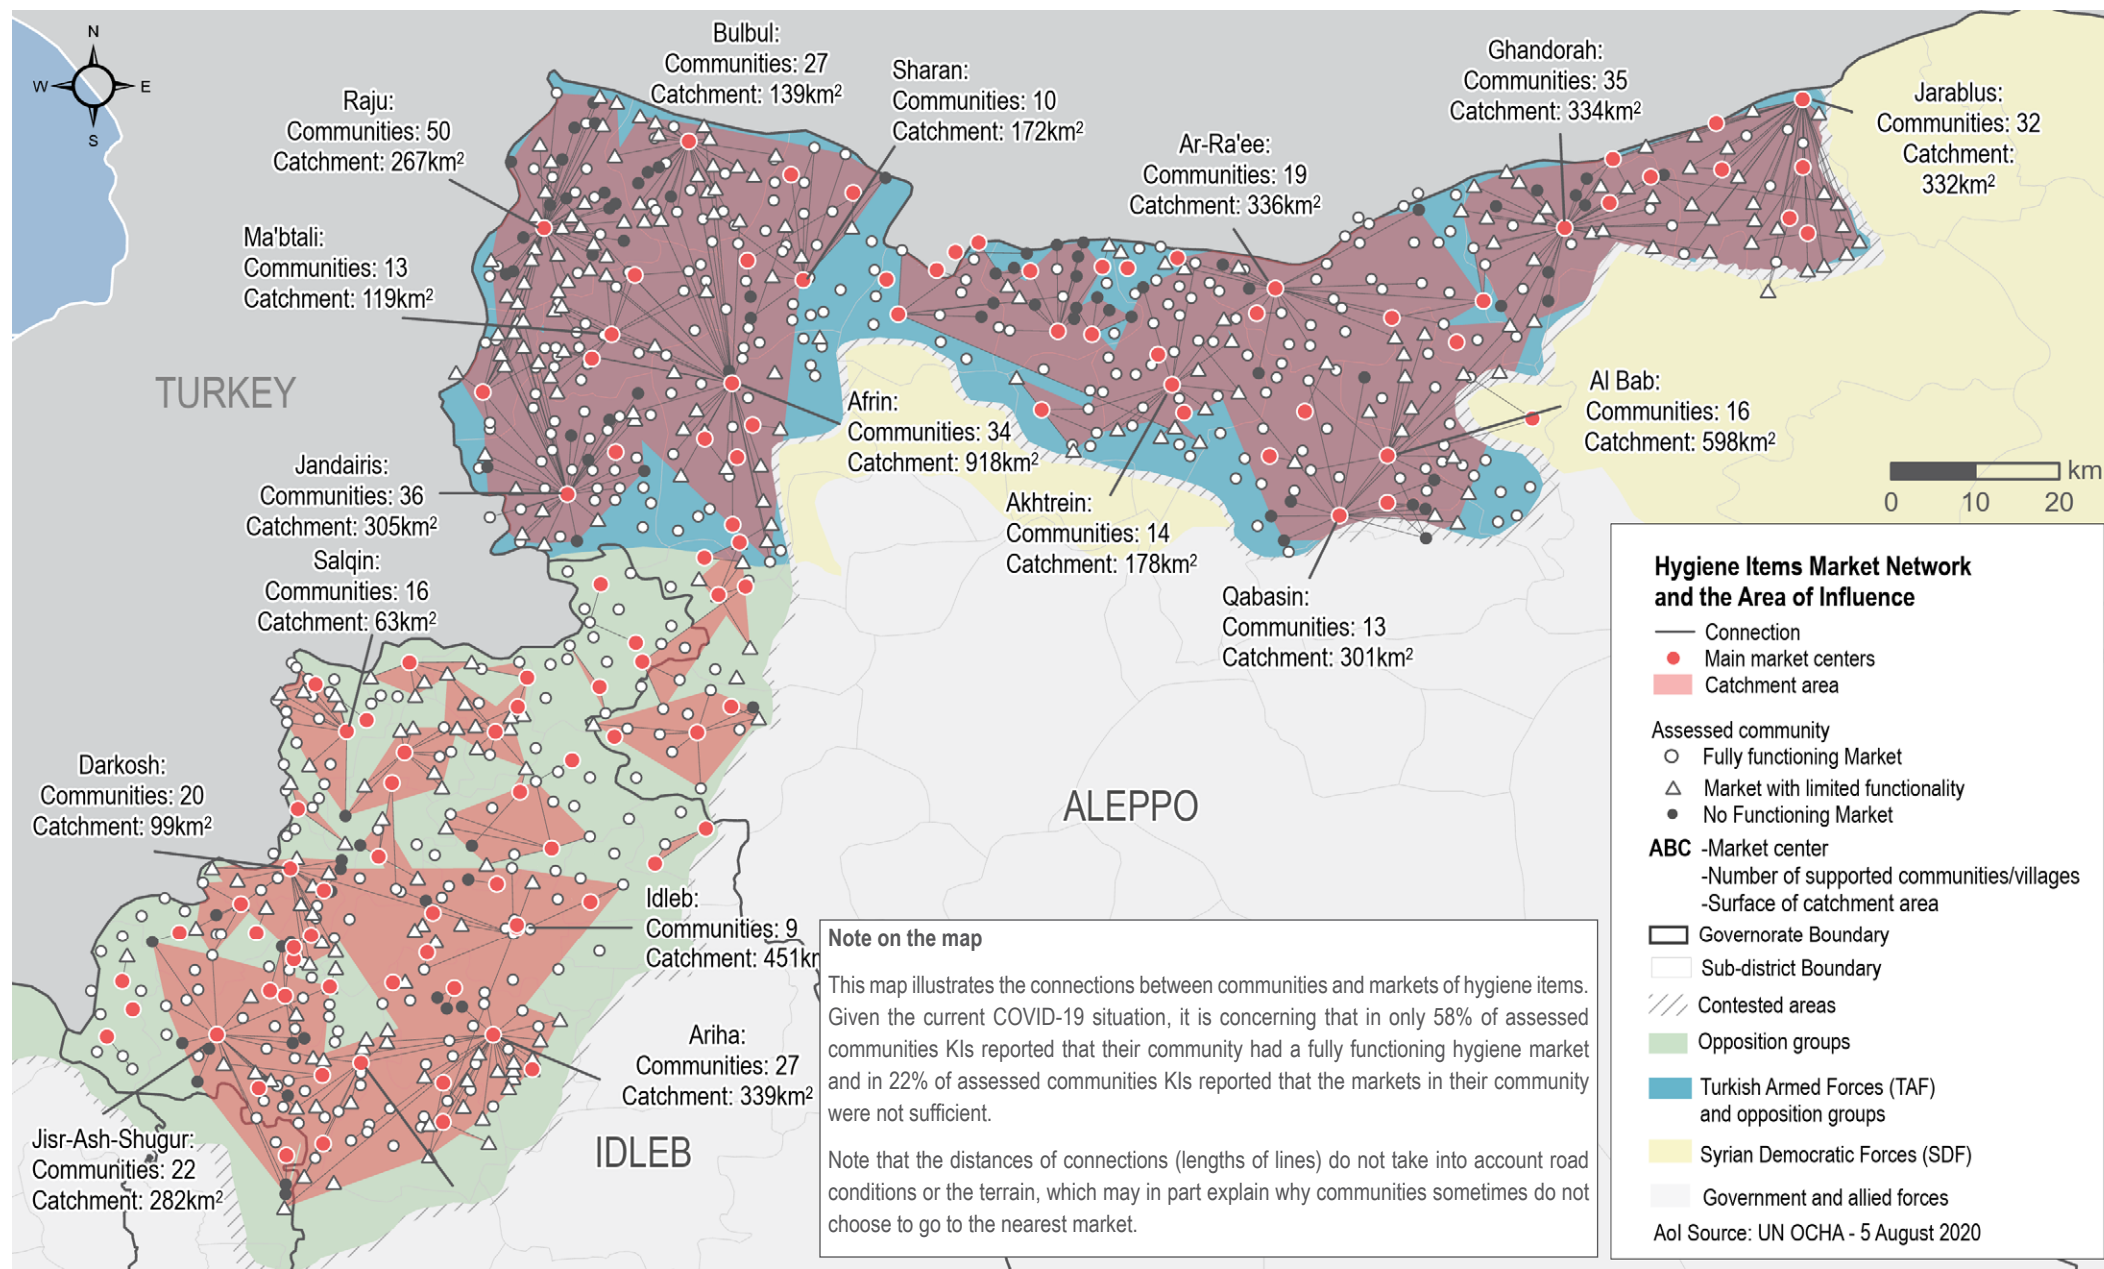 N
W
E
S
Bulbul:
Communities: 27
Catchment: 139km²
Sharan:
Communities: 10
Catchment: 172km²
Raju:
Communities: 50
Catchment: 267km²
Ghandorah:
Communities: 35
Catchment: 334km²
Jarablus:
Communities: 32
Catchment:
332km²
Ar-Ra'ee:
Communities: 19
Catchment: 336km²
Ma'btali:
Communities: 13
Catchment: 119km²
TURKEY
Afrin:
Communities: 34
Catchment: 918km²
Al Bab:
Communities: 16
Catchment: 598km²
Jandairis:
Communities: 36
Catchment: 305km²
Akhtrein:
Communities: 14
Catchment: 178km²
km
0 10 20
Salqin:
Communities: 16
Catchment: 63km²
Qabasin:
Communities: 13
Catchment: 301km²
Darkosh:
Communities: 20
Catchment: 99km²
ALEPPO
Idleb:
Communities: 9
Catchment: 451km
Ariha:
Communities: 27
Catchment: 339km²
Jisr-Ash-Shugur:
Communities: 22
Catchment: 282km²
IDLEB
Note on the map
This map illustrates the connections between communities and markets of hygiene items.
Given the current COVID-19 situation, it is concerning that in only 58% of assessed
communities KIs reported that their community had a fully functioning hygiene market
and in 22% of assessed communities KIs reported that the markets in their community
were not sufficient.
Note that the distances of connections (lengths of lines) do not take into account road
conditions or the terrain, which may in part explain why communities sometimes do not
choose to go to the nearest market.
Hygiene Items Market Network
and the Area of Influence
Connection
Main market centers
Catchment area
Assessed community
Fully functioning Market
Market with limited functionality
No Functioning Market
ABC -Market center
-Number of supported communities/villages
-Surface of catchment area
Governorate Boundary
Sub-district Boundary
Contested areas
Opposition groups
Turkish Armed Forces (TAF)
and opposition groups
Syrian Democratic Forces (SDF)
Government and allied forces
AoI Source: UN OCHA - 5 August 2020